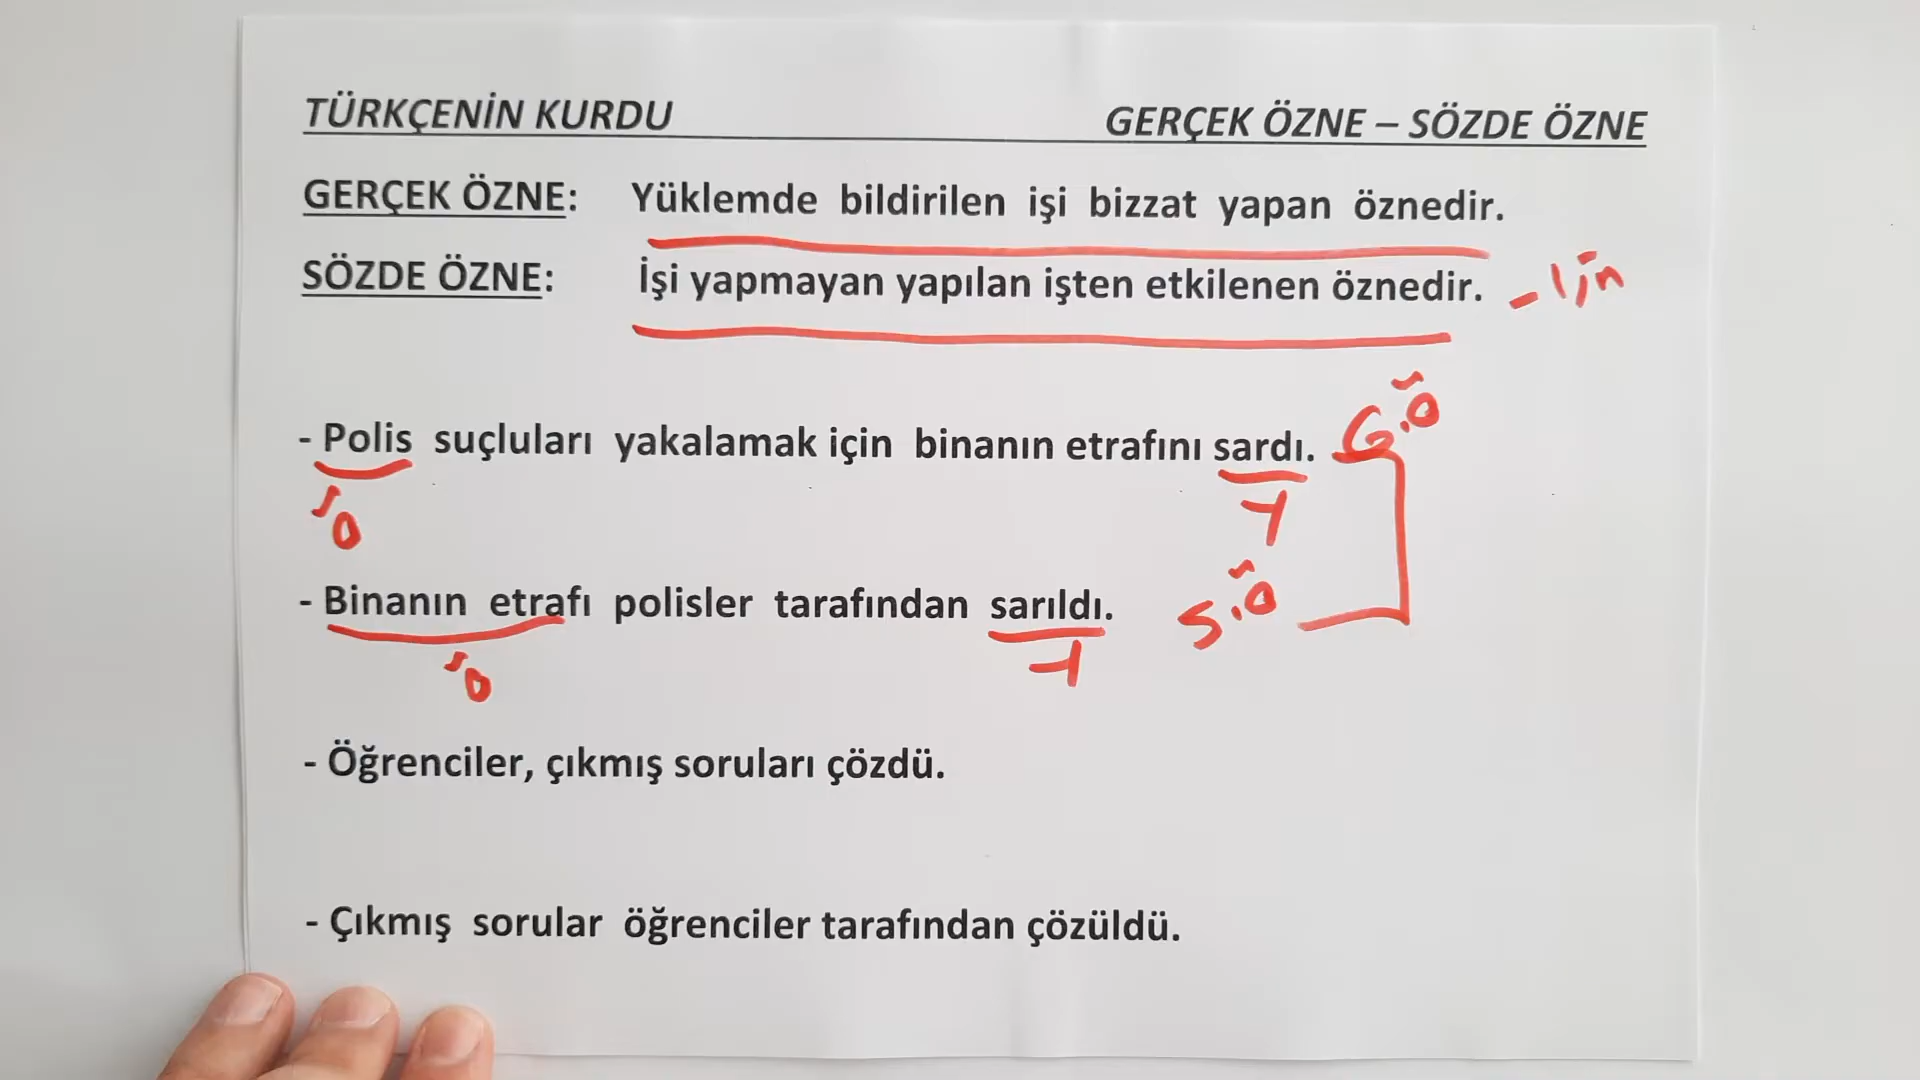 TÜRKÇENİN KURDU GERÇEK ÖZNE – SÖZDE ÖZNE
GERÇEK ÖZNE: Yüklemde bildirilen işi bizzat yapan öznedir.
SÖZDE ÖZNE: İşi yapmayan yapılan işten etkilenen öznedir. - l,n
- Polis suçluları yakalamak için binanın etrafını sardı. G.Ö
Ö Y
- Binanın etrafı polisler tarafından sarıldı. S.Ö
Ö Y
- Öğrenciler, çıkmış soruları çözdü.
- Çıkmış sorular öğrenciler tarafından çözüldü.